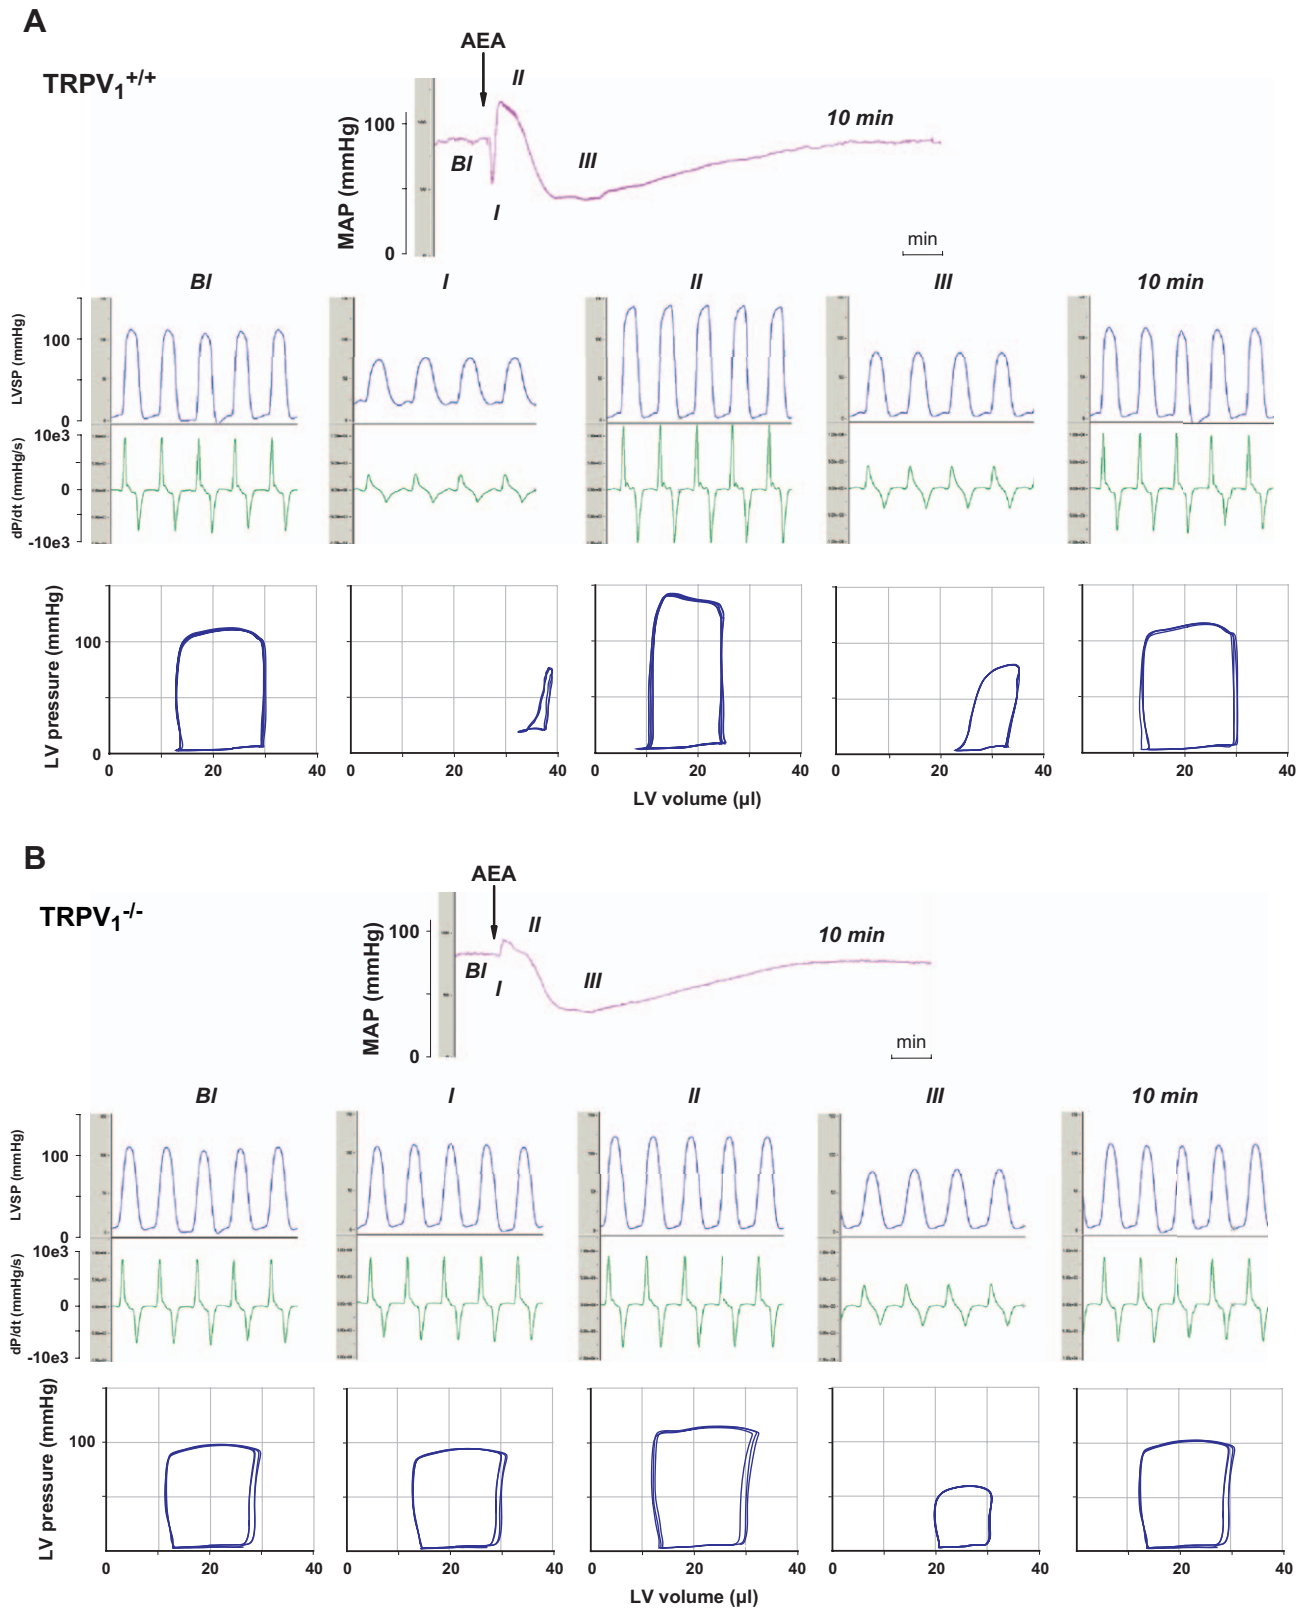 A
TRPV1+/+
AEA
II
100
10 min
MAP (mmHg)
BI
III
I
0
min
BI
I
II
III
10 min
LVSP (mmHg)
100
0
dP/dt (mmHg/s)
10e3
0
-10e3
LV pressure (mmHg)
100
0
0 20 40
0 20 40
0 20 40
0 20 40
20 40
LV volume (µl)
B
TRPV1-/-
AEA
II
100
10 min
MAP (mmHg)
BI
III
I
0
min
BI
I
II
III
10 min
LVSP (mmHg)
100
0
dP/dt (mmHg/s)
10e3
0
-10e3
LV pressure (mmHg)
100
0 20 40
0 20 40
0 20 40
0 20 40
20 40
LV volume (µl)